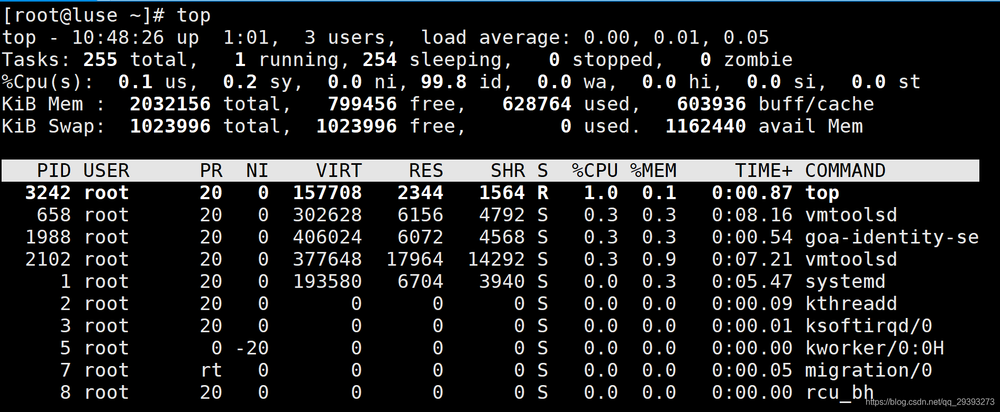 [root@luse ~]# top
top - 10:48:26 up  1:01,  3 users,  load average: 0.00, 0.01, 0.05
Tasks: 255 total,   1 running, 254 sleeping,   0 stopped,   0 zombie
%Cpu(s):  0.1 us,  0.2 sy,  0.0 ni, 99.8 id,  0.0 wa,  0.0 hi,  0.0 si,  0.0 st
KiB Mem :  2032156 total,   799456 free,   628764 used,   603936 buff/cache
KiB Swap:  1023996 total,  1023996 free,        0 used.  1162440 avail Mem
   PID USER      PR  NI    VIRT    RES    SHR S  %CPU %MEM     TIME+ COMMAND
  3242 root      20   0  157708   2344   1564 R   1.0  0.1   0:00.87 top
   658 root      20   0  302628   6156   4792 S   0.3  0.3   0:08.16 vmtoolsd
  1988 root      20   0  406024   6072   4568 S   0.3  0.3   0:00.54 goa-identity-se
  2102 root      20   0  377648  17964  14292 S   0.3  0.9   0:07.21 vmtoolsd
     1 root      20   0  193580   6704   3940 S   0.0  0.3   0:05.47 systemd
     2 root      20   0       0      0      0 S   0.0  0.0   0:00.09 kthreadd
     3 root      20   0       0      0      0 S   0.0  0.0   0:00.01 ksoftirqd/0
     5 root       0 -20       0      0      0 S   0.0  0.0   0:00.00 kworker/0:0H
     7 root      rt   0       0      0      0 S   0.0  0.0   0:00.05 migration/0
     8 root      20   0       0      0      0 S   0.0  0.0   0:00.00 rcu_bh
https://blog.csdn.net/qq_29393273